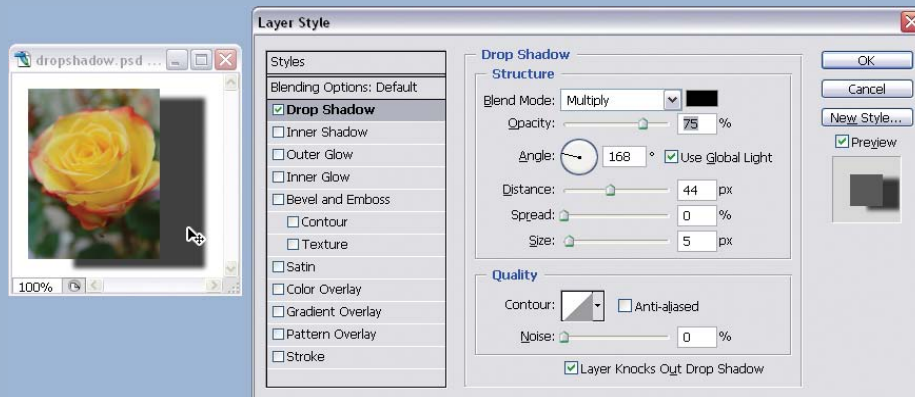 Layer Style
dropshadow.psd ...
100%
Styles
Blending Options: Default
Drop Shadow
Inner Shadow
Outer Glow
Inner Glow
Bevel and Emboss
Contour
Texture
Satin
Color Overlay
Gradient Overlay
Pattern Overlay
Stroke
Drop Shadow
Structure
Blend Mode: Multiply
Opacity: 75 %
Angle: 168 ° Use Global Light
Distance: 44 px
Spread: 0 %
Size: 5 px
Quality
Contour: Anti-aliased
Noise: 0 %
Layer Knocks Out Drop Shadow
OK
Cancel
New Style...
Preview